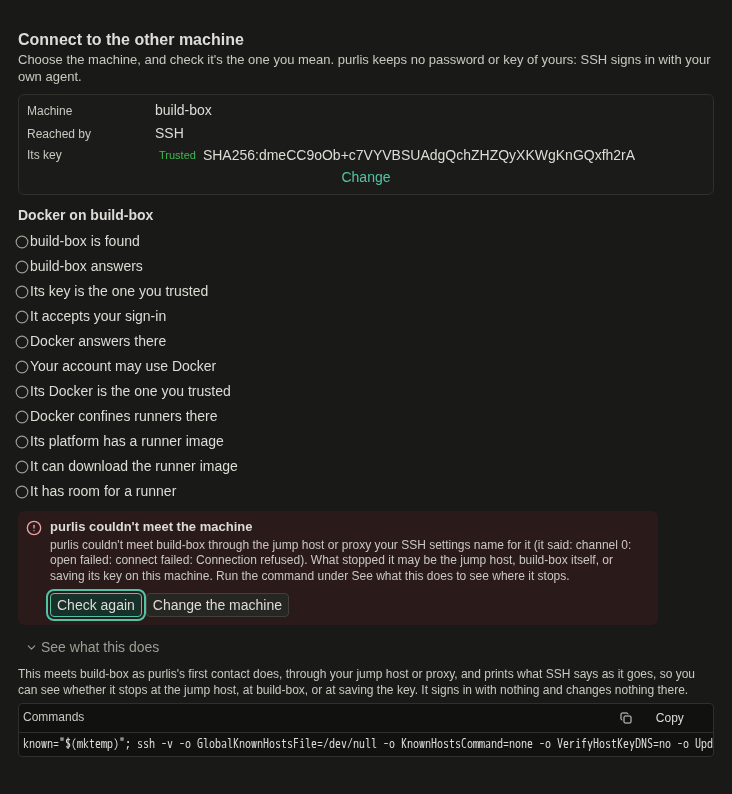 Connect to the other machine
Choose the machine, and check it's the one you mean. purlis keeps no password or key of yours: SSH signs in with your
own agent.
Machine build-box
Reached by SSH
Its key Trusted SHA256:dmeCC9oOb+c7VYVBSUAdgQchZHZQyXKWgKnGQxfh2rA
Change
Docker on build-box
build-box is found
build-box answers
Its key is the one you trusted
It accepts your sign-in
Docker answers there
Your account may use Docker
Its Docker is the one you trusted
Docker confines runners there
Its platform has a runner image
It can download the runner image
It has room for a runner
purlis couldn't meet the machine
purlis couldn't meet build-box through the jump host or proxy your SSH settings name for it (it said: channel 0:
open failed: connect failed: Connection refused). What stopped it may be the jump host, build-box itself, or
saving its key on this machine. Run the command under See what this does to see where it stops.
Check again Change the machine
See what this does
This meets build-box as purlis's first contact does, through your jump host or proxy, and prints what SSH says as it goes, so you
can see whether it stops at the jump host, at build-box, or at saving the key. It signs in with nothing and changes nothing there.
Commands Copy
known="$(mktemp)"; ssh -v -o GlobalKnownHostsFile=/dev/null -o KnownHostsCommand=none -o VerifyHostKeyDNS=no -o Upd